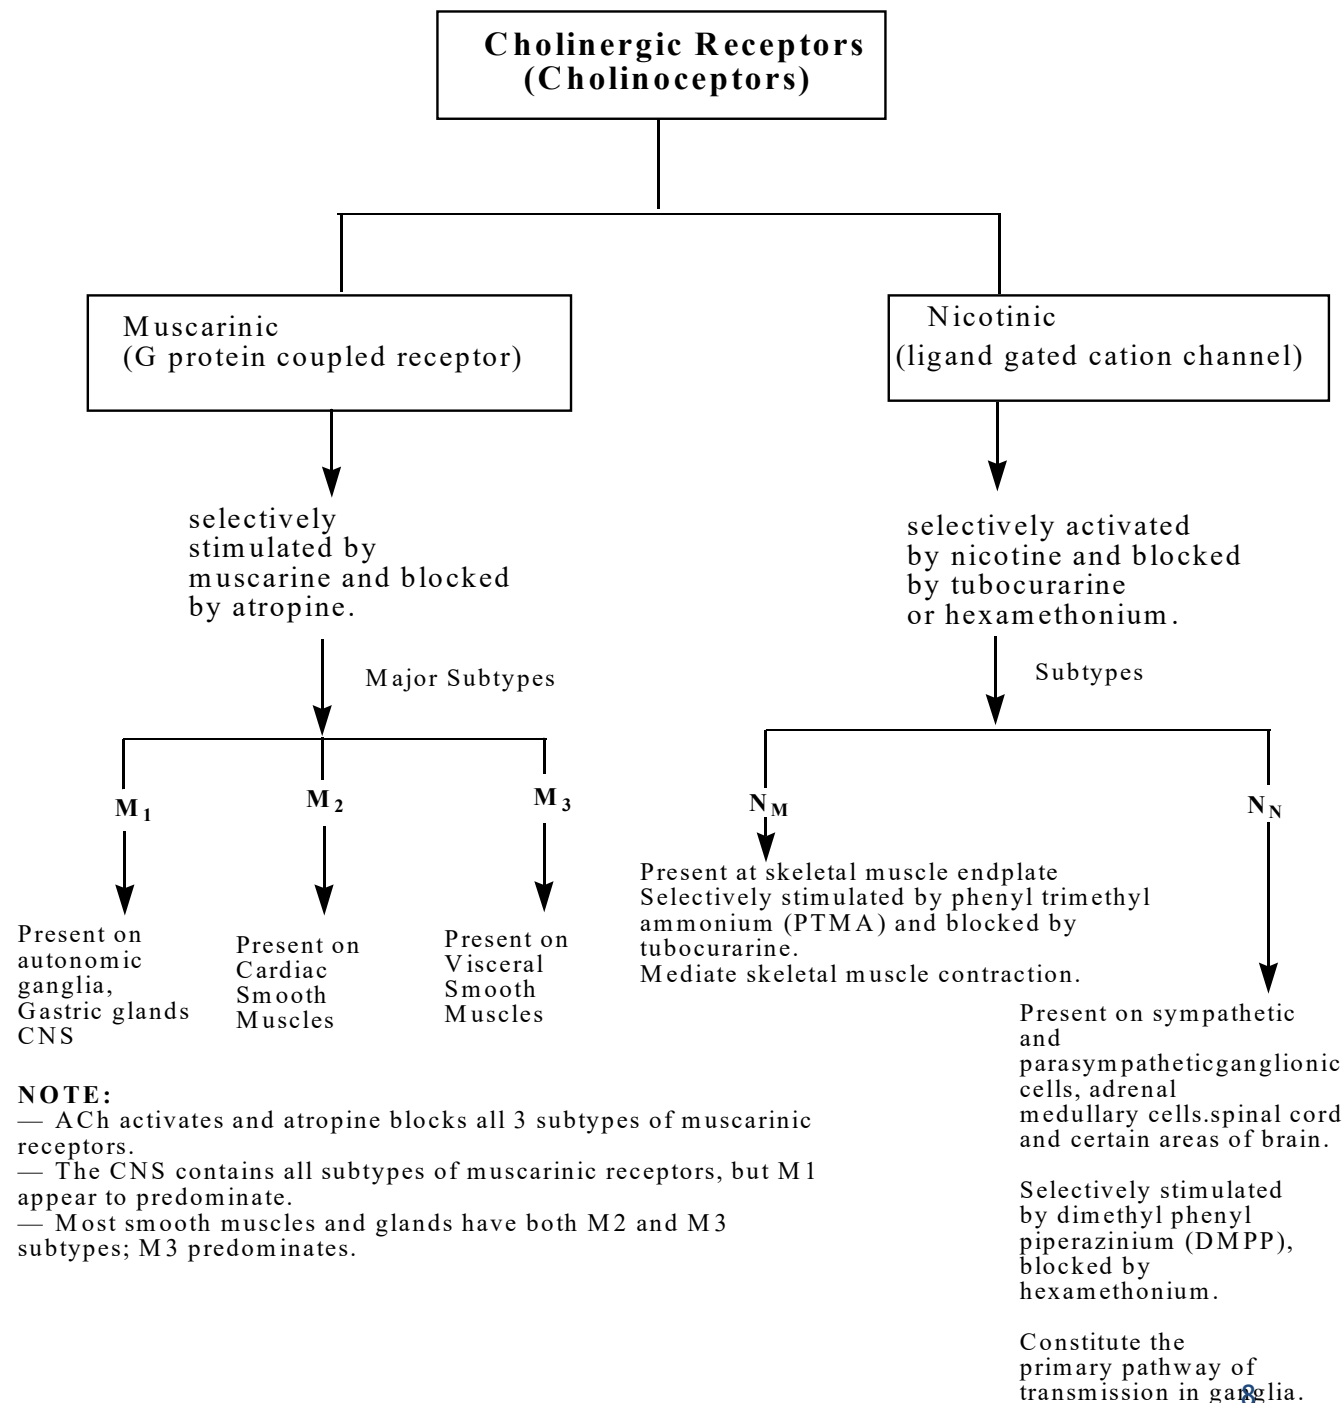 Cholinergic Receptors
(Cholinoceptors)
Muscarinic
(G protein coupled receptor)
Nicotinic
(ligand gated cation channel)
selectively
stimulated by
muscarine and blocked
by atropine.
selectively activated
by nicotine and blocked
by tubocurarine
or hexamethonium.
Major Subtypes
Subtypes
M1
M2
M3
NM
NN
Present on
autonomic
ganglia,
Gastric glands
CNS
Present on
Cardiac
Smooth
Muscles
Present on
Visceral
Smooth
Muscles
Present at skeletal muscle endplate
Selectively stimulated by phenyl trimethyl
ammonium (PTMA) and blocked by
tubocurarine.
Mediate skeletal muscle contraction.
Present on sympathetic
and
parasympatheticganglionic
cells, adrenal
medullary cells.spinal cord
and certain areas of brain.
Selectively stimulated
by dimethyl phenyl
piperazinium (DMPP),
blocked by
hexamethonium.
Constitute the
primary pathway of
transmission in ganglia.
NOTE:
— ACh activates and atropine blocks all 3 subtypes of muscarinic
receptors.
— The CNS contains all subtypes of muscarinic receptors, but M1
appear to predominate.
— Most smooth muscles and glands have both M2 and M3
subtypes; M3 predominates.
8